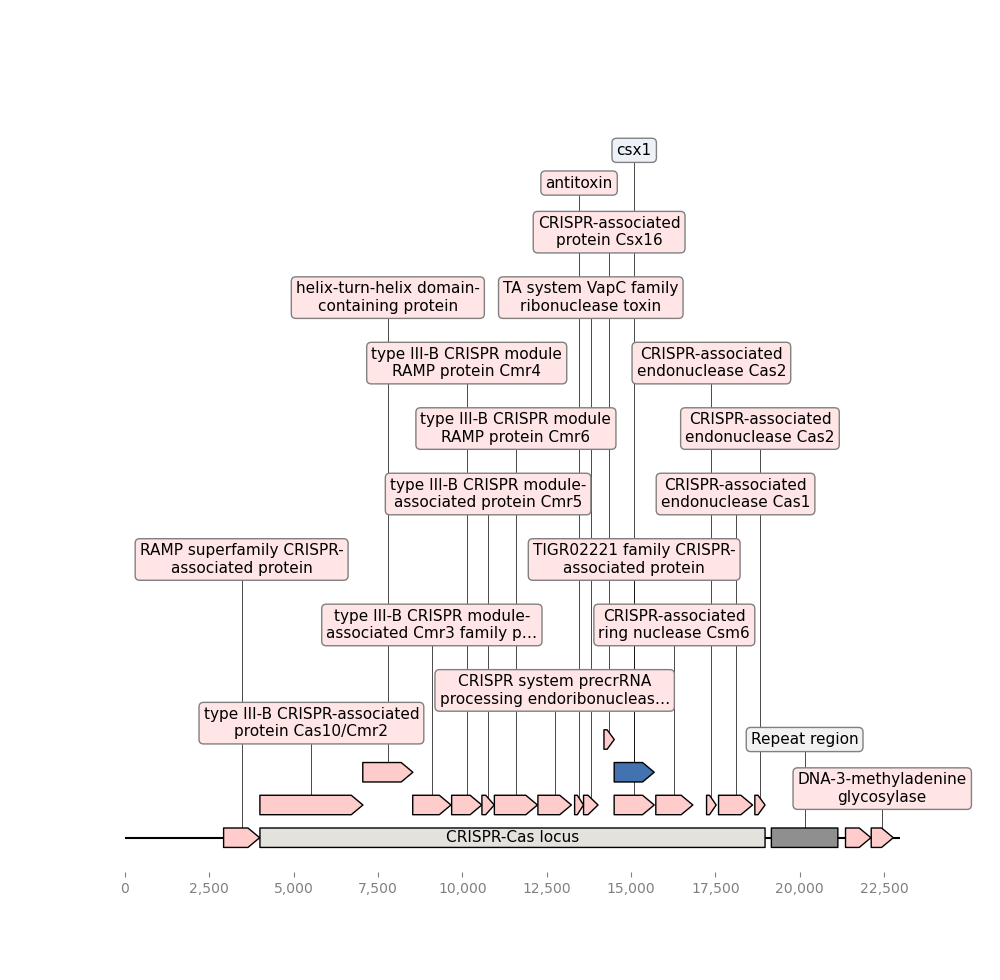 csx1
antitoxin
CRISPR-associated
protein Csx16
helix-turn-helix domain-
containing protein
TA system VapC family
ribonuclease toxin
type III-B CRISPR module
RAMP protein Cmr4
CRISPR-associated
endonuclease Cas2
type III-B CRISPR module
RAMP protein Cmr6
CRISPR-associated
endonuclease Cas2
type III-B CRISPR module-
associated protein Cmr5
CRISPR-associated
endonuclease Cas1
RAMP superfamily CRISPR-
associated protein
TIGR02221 family CRISPR-
associated protein
type III-B CRISPR module-
associated Cmr3 family p…
CRISPR-associated
ring nuclease Csm6
CRISPR system precrRNA
processing endoribonucleas…
type III-B CRISPR-associated
protein Cas10/Cmr2
Repeat region
DNA-3-methyladenine
glycosylase
CRISPR-Cas locus
0 2,500 5,000 7,500 10,000 12,500 15,000 17,500 20,000 22,500